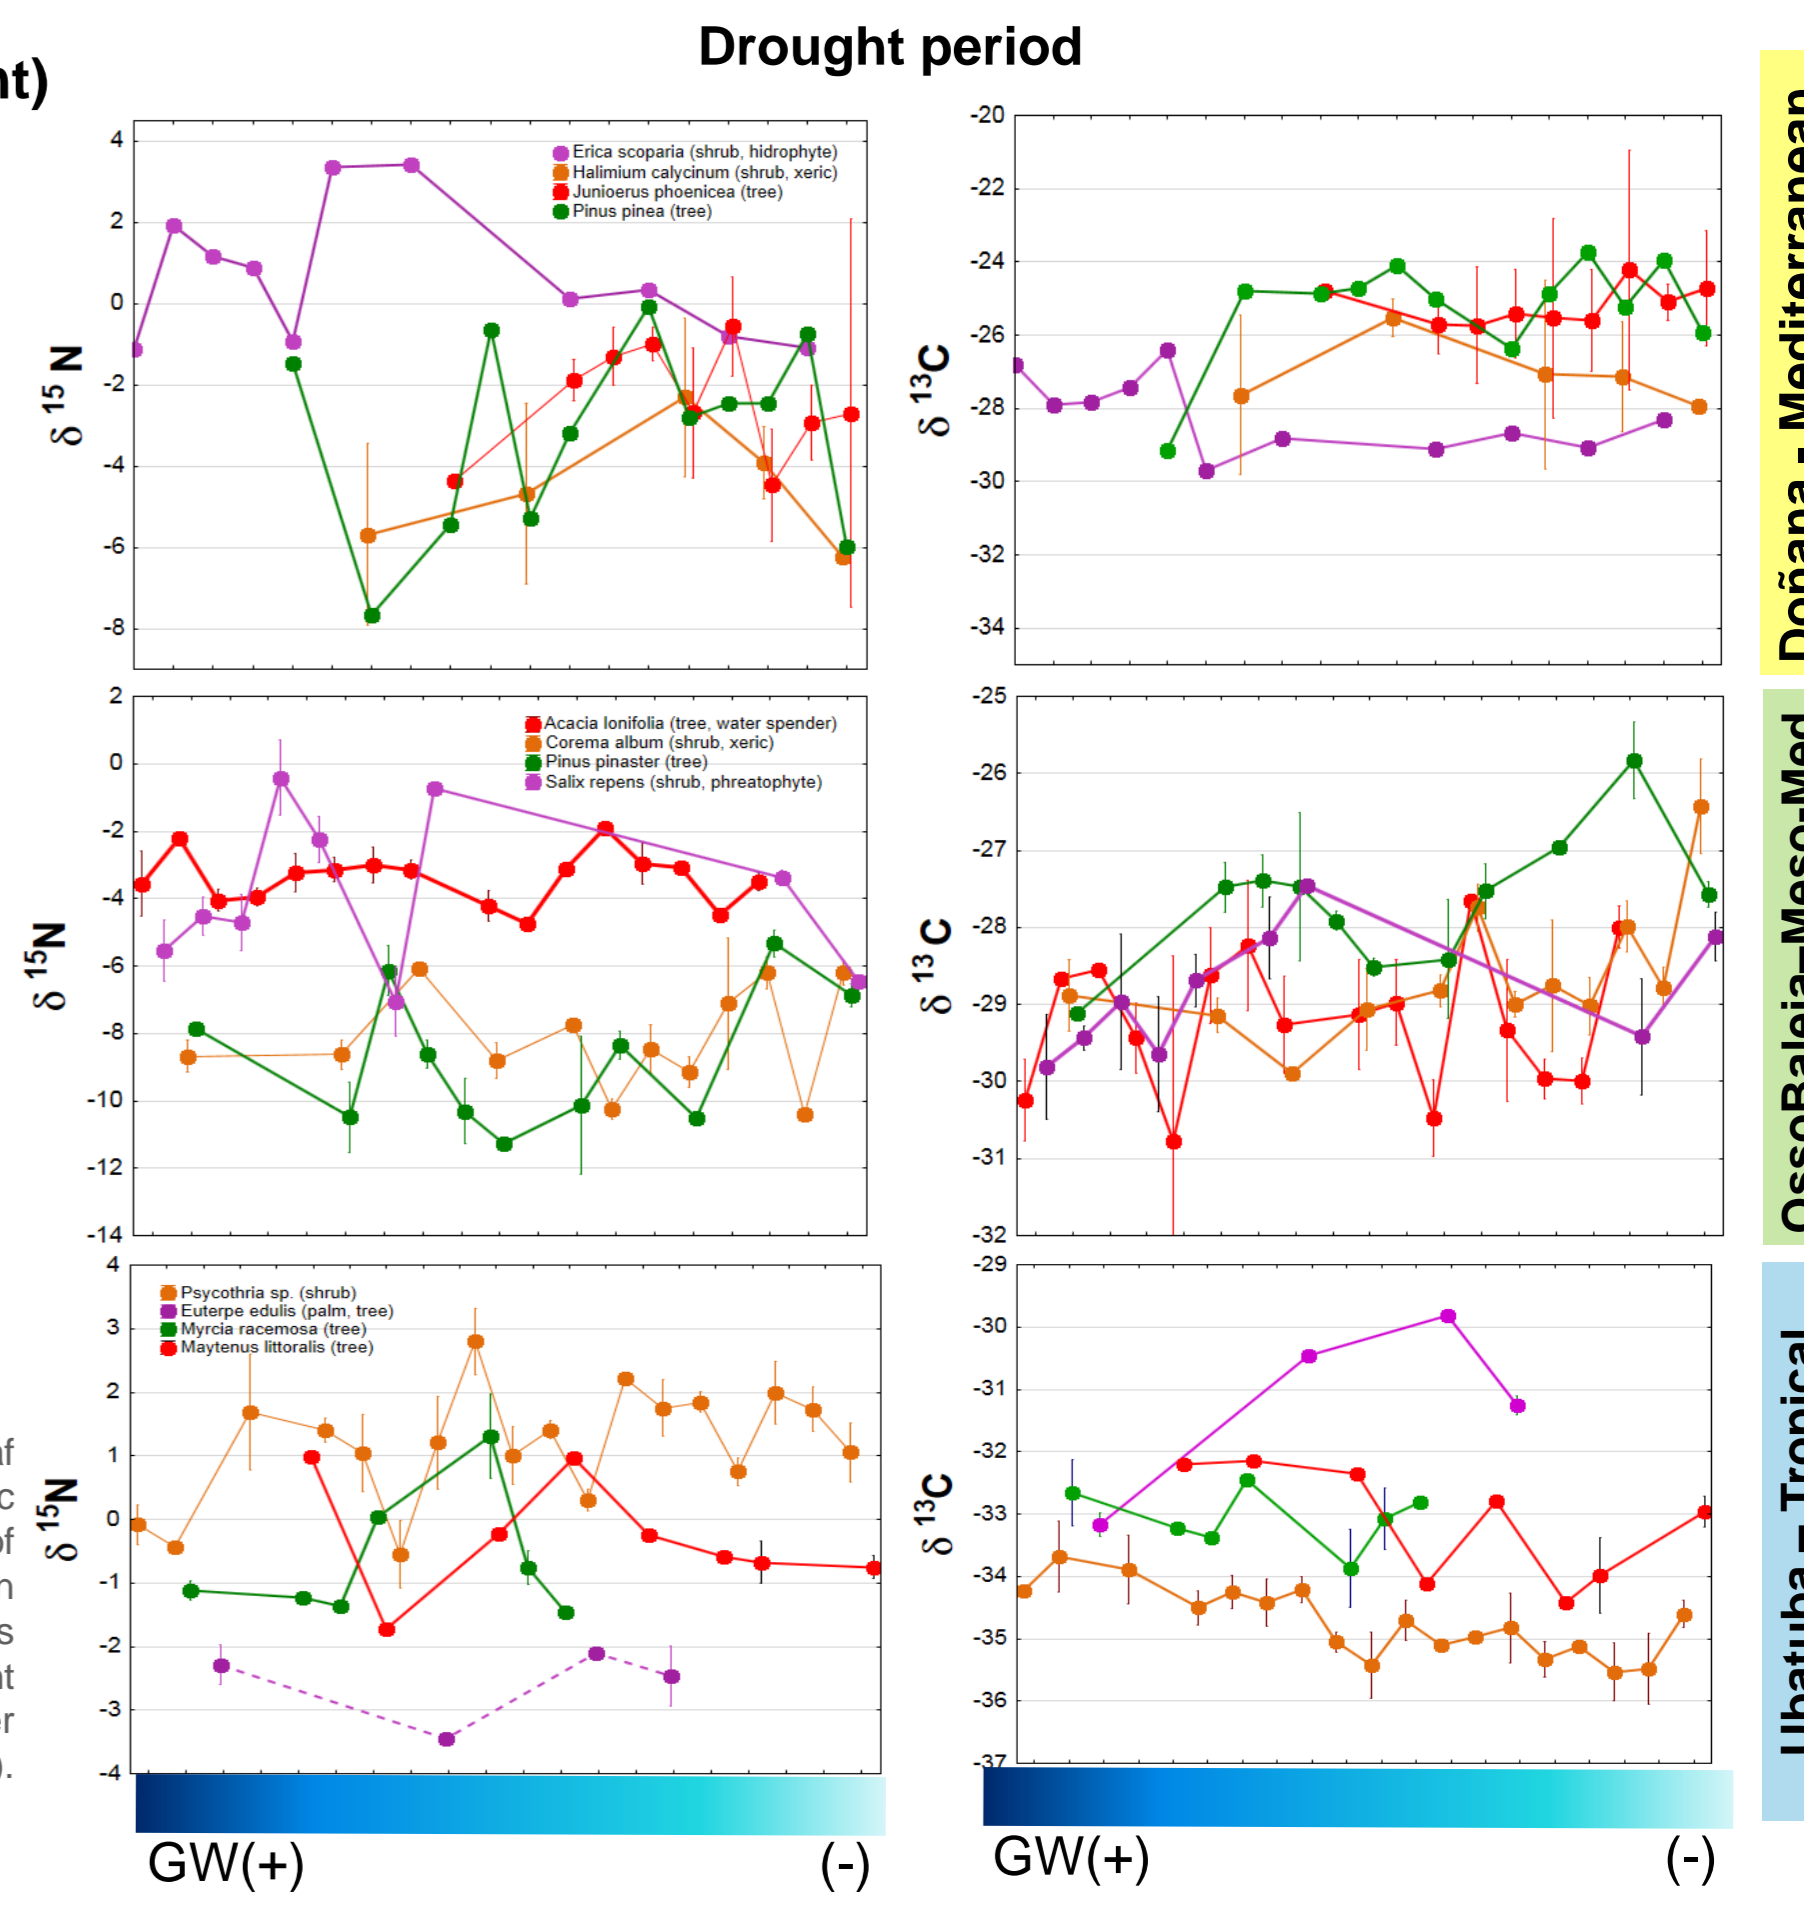 Drought period
nt)
4
2
0
-2
-4
-6
-8
δ 15 N
Erica scoparia (shrub, hidrophyte)
Halimium calycinum (shrub, xeric)
Junioerus phoenicea (tree)
Pinus pinea (tree)
-20
-22
-24
-26
-28
-30
-32
-34
δ 13C
Doñana - Mediterranean
2
0
-2
-4
-6
-8
-10
-12
-14
δ 15N
Acacia lonifolia (tree, water spender)
Corema album (shrub, xeric)
Pinus pinaster (tree)
Salix repens (shrub, phreatophyte)
-25
-26
-27
-28
-29
-30
-31
-32
δ 13 C
OssoBaleia–Meso-Med
4
3
2
1
0
-1
-2
-3
-4
δ 15N
Psycothria sp. (shrub)
Euterpe edulis (palm, tree)
Myrcia racemosa (tree)
Maytenus littoralis (tree)
-29
-30
-31
-32
-33
-34
-35
-36
-37
δ 13C
Ubatuba – Tropical
af
c
of
n
s
nt
er
).
GW(+)
(-)
GW(+)
(-)